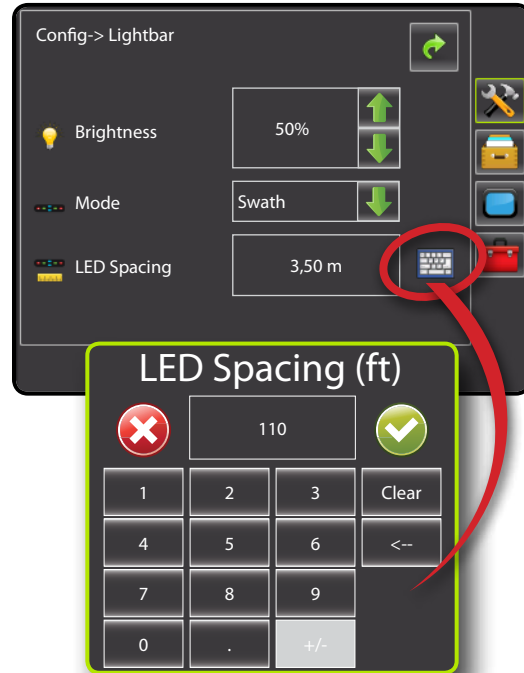 Config-> Lightbar
Brightness
50%
Mode
Swath
LED Spacing
3,50 m
LED Spacing (ft)
110
1 2 3 Clear
4 5 6 <--
7 8 9
0 . +/-